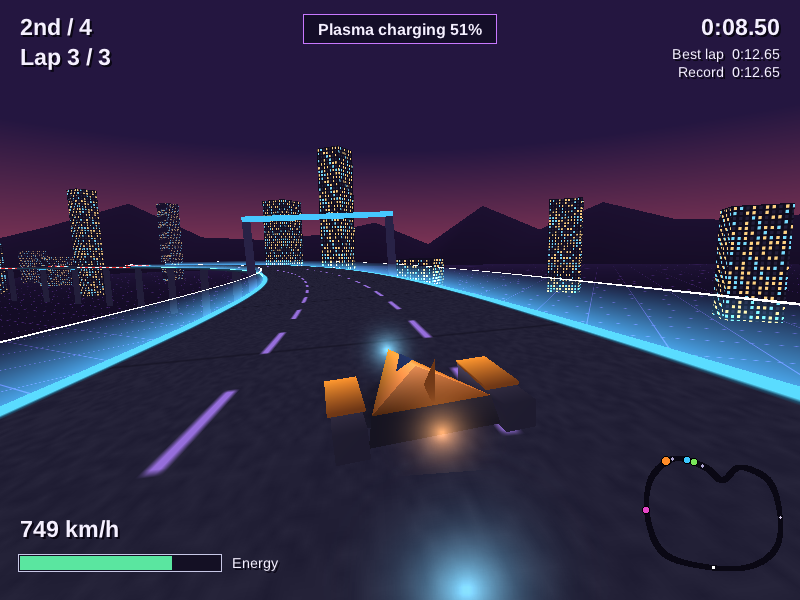 2nd / 4
Lap 3 / 3
Plasma charging 51%
0:08.50
Best lap 0:12.65
Record 0:12.65
749 km/h
Energy